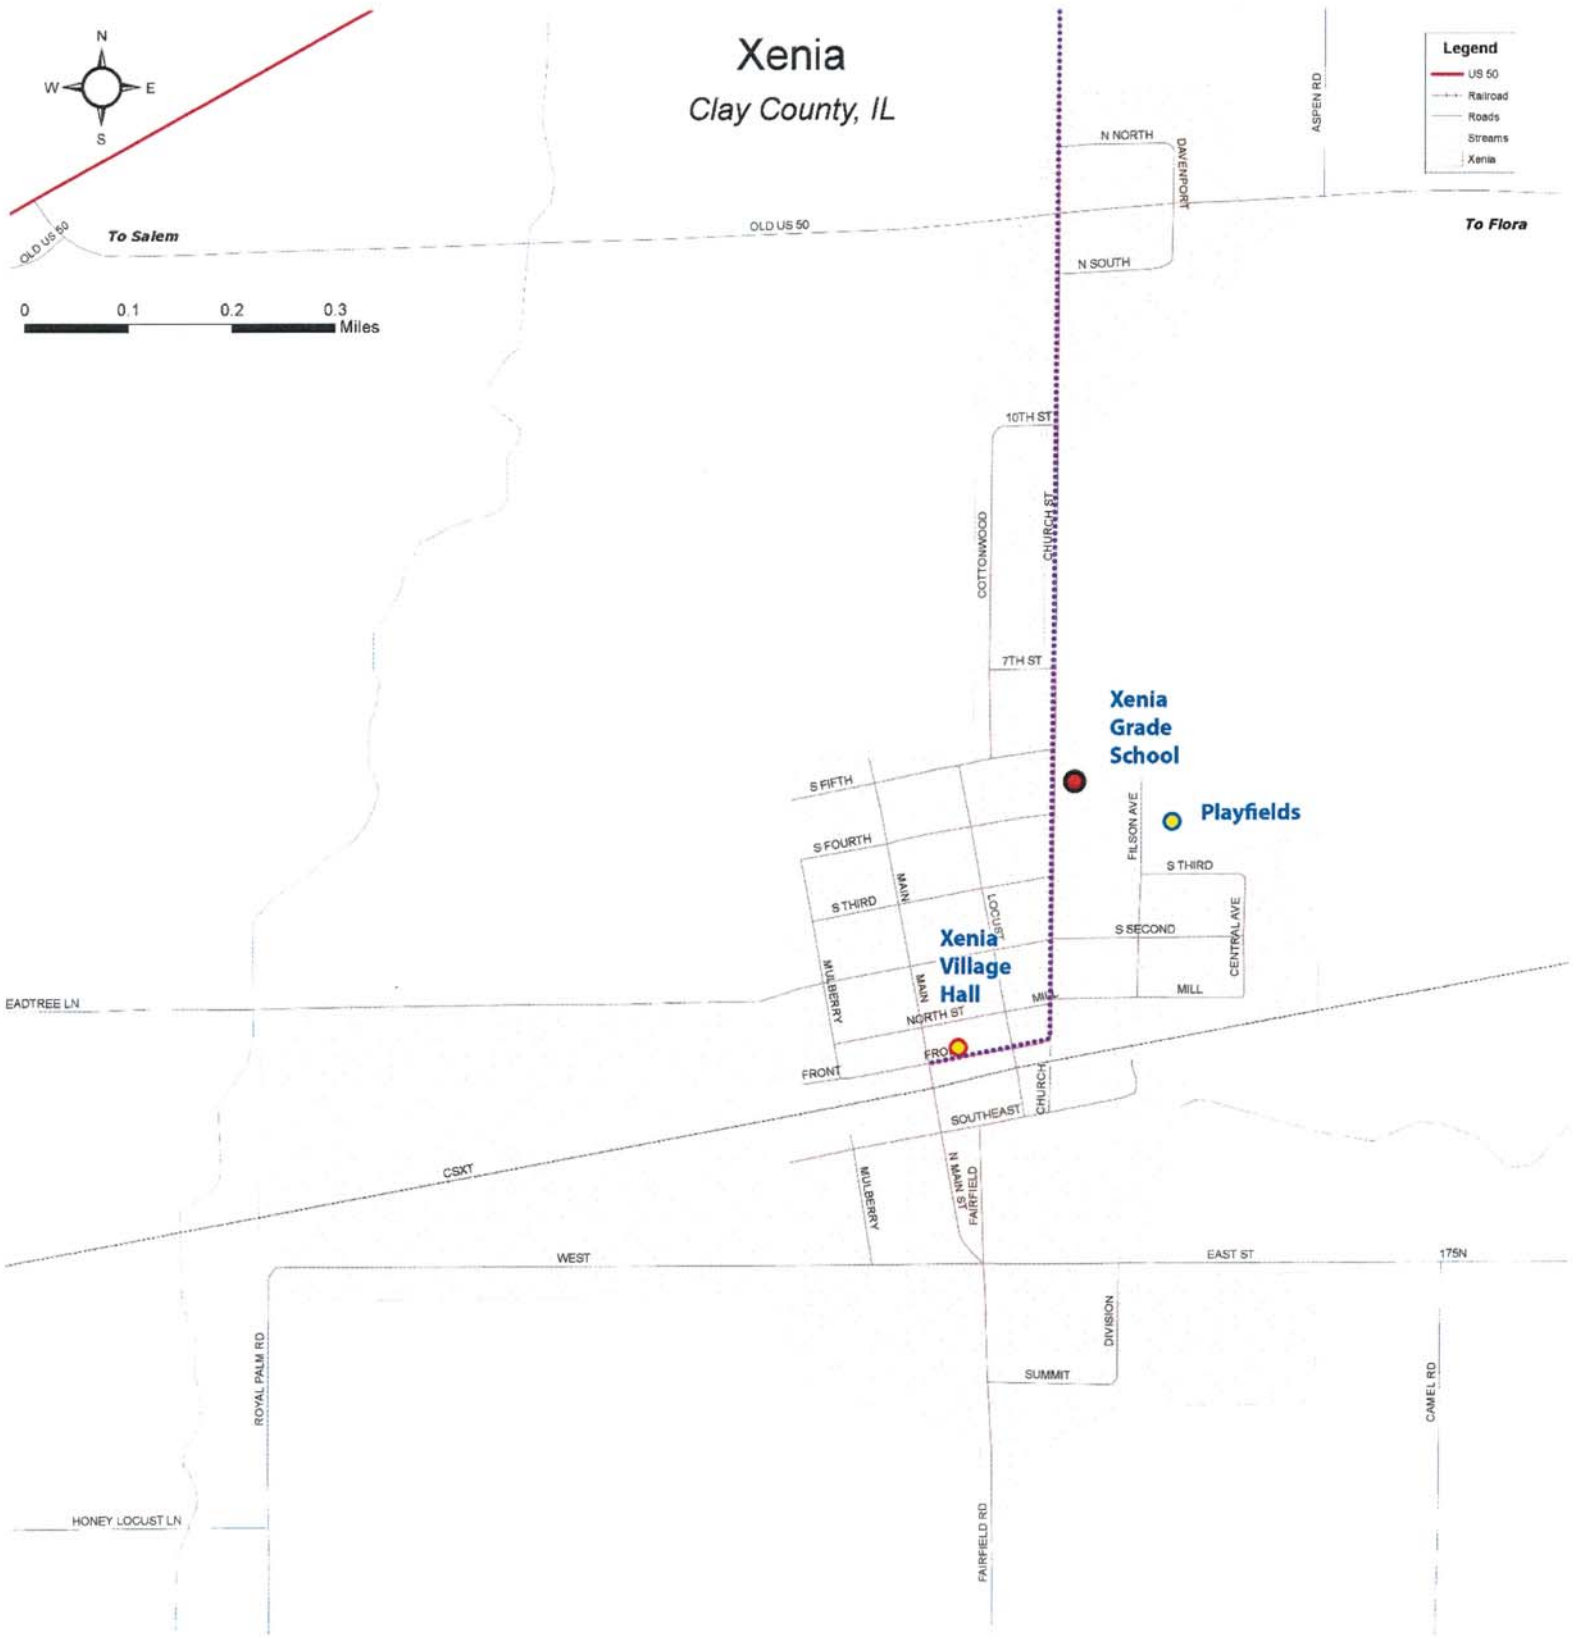 Xenia
Clay County, IL
N
W
E
S
Legend
US 50
Railroad
Roads
Streams
Xenia
ASPEN RD
N NORTH
DAVENPORT
OLD US 50
To Salem
OLD US 50
To Flora
N SOUTH
0 0.1 0.2 0.3
Miles
10TH ST
COTTONWOOD
CHURCH ST
7TH ST
Xenia
Grade
School
S FIFTH
FILSON AVE
Playfields
S FOURTH
S THIRD
MAIN
S THIRD
LOCUST
CENTRAL AVE
S SECOND
Xenia
Village
Hall
MULBERRY
MAIN
EADTREE LN
MILL
MILL
NORTH ST
FRO
FRONT
CHURCH
SOUTHEAST
CSXT
MULBERRY
N MAIN ST
FAIRFIELD
WEST
EAST ST
175N
DIVISION
ROYAL PALM RD
SUMMIT
CAMEL RD
HONEY LOCUST LN
FAIRFIELD RD